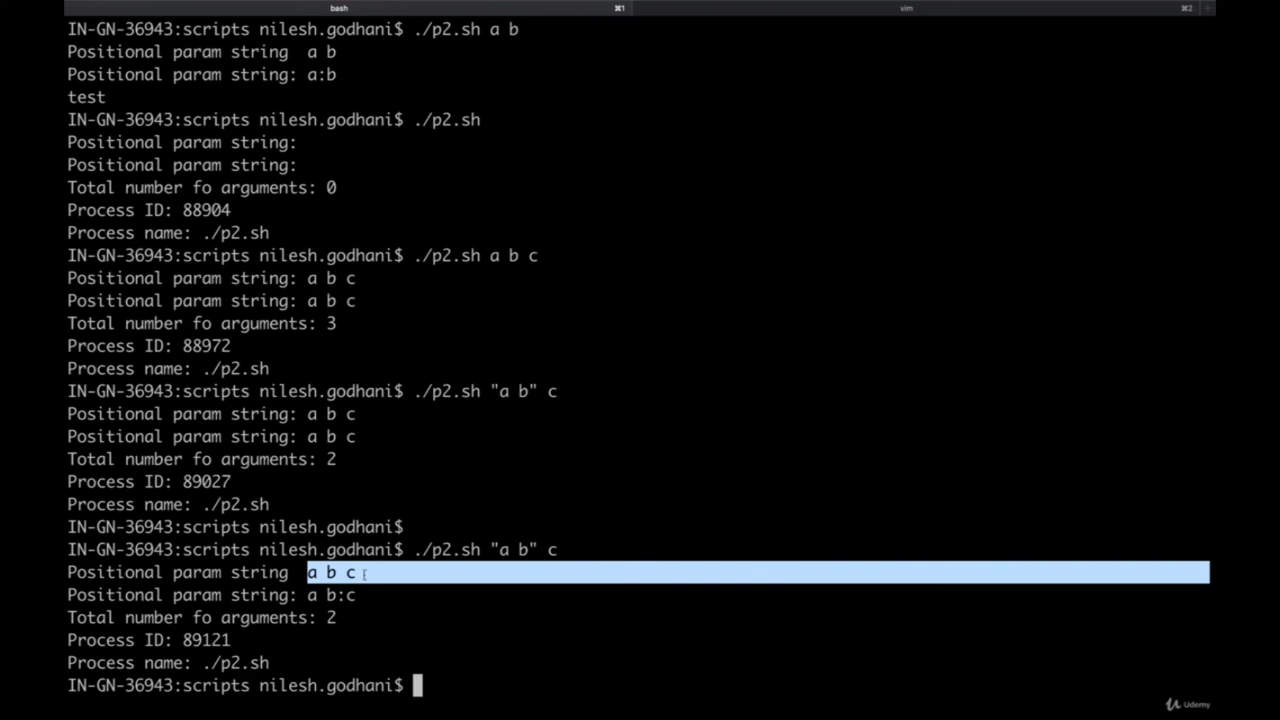 bash ⌘1 vim ⌘2
IN-GN-36943:scripts nilesh.godhani$ ./p2.sh a b
Positional param string  a b
Positional param string: a:b
test
IN-GN-36943:scripts nilesh.godhani$ ./p2.sh
Positional param string:
Positional param string:
Total number fo arguments: 0
Process ID: 88904
Process name: ./p2.sh
IN-GN-36943:scripts nilesh.godhani$ ./p2.sh a b c
Positional param string: a b c
Positional param string: a b c
Total number fo arguments: 3
Process ID: 88972
Process name: ./p2.sh
IN-GN-36943:scripts nilesh.godhani$ ./p2.sh "a b" c
Positional param string: a b c
Positional param string: a b c
Total number fo arguments: 2
Process ID: 89027
Process name: ./p2.sh
IN-GN-36943:scripts nilesh.godhani$
IN-GN-36943:scripts nilesh.godhani$ ./p2.sh "a b" c
Positional param string  a b c
Positional param string: a b:c
Total number fo arguments: 2
Process ID: 89121
Process name: ./p2.sh
IN-GN-36943:scripts nilesh.godhani$
Udemy